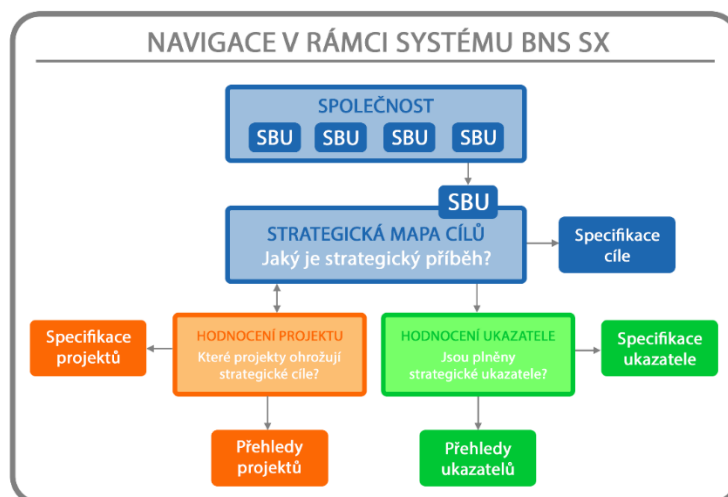 NAVIGACE V RÁMCI SYSTÉMU BNS SX
SPOLEČNOST
SBU SBU SBU SBU
SBU
STRATEGICKÁ MAPA CÍLŮ
Jaký je strategický příběh?
Specifikace
cíle
Specifikace
projektů
HODNOCENÍ PROJEKTU
Které projekty ohrožují
strategické cíle?
HODNOCENÍ UKAZATELE
Jsou plněny
strategické ukazatele?
Specifikace
ukazatele
Přehledy
projektů
Přehledy
ukazatelů